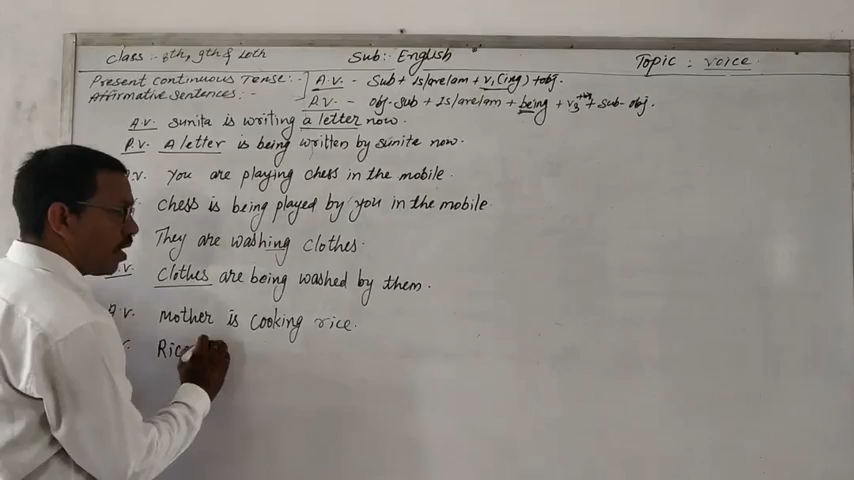 Class :- 8th, 9th & 10th Sub: English Topic : voice
Present Continuous Tense:- A.V. - Sub + Is/are/am + v1(ing) + obj.
Affirmative Sentences:- P.V. - obj-sub + Is/are/am + being + v3 + by + sub-obj.
A.V. Sunita is writing a letter now.
P.V. A letter is being written by Sunita now.
A.V. You are playing chess in the mobile.
Chess is being played by you in the mobile.
They are washing clothes.
P.V. Clothes are being washed by them.
A.V. Mother is cooking rice.
Rice